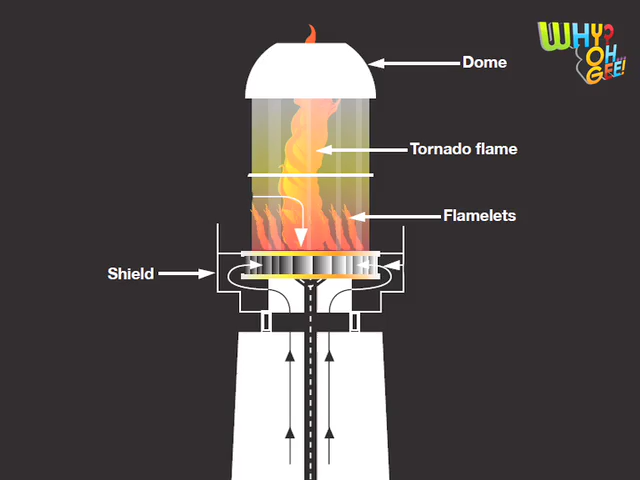 WHY?
OH...
GEE!
Dome
Tornado flame
Flamelets
Shield